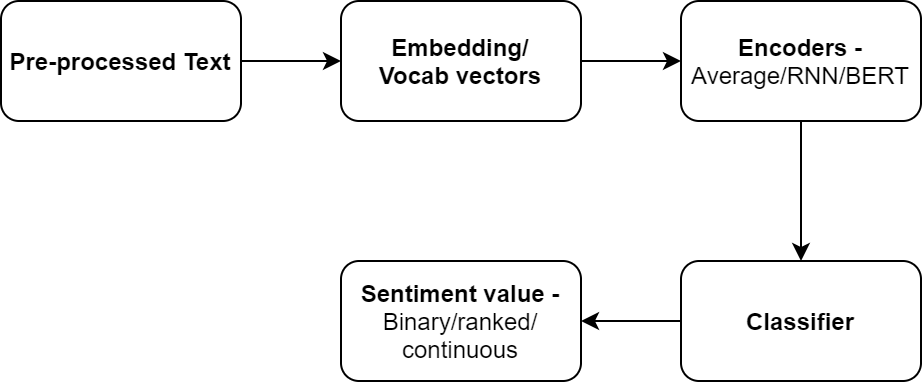 Pre-processed Text
Embedding/
Vocab vectors
Encoders -
Average/RNN/BERT
Classifier
Sentiment value -
Binary/ranked/
continuous